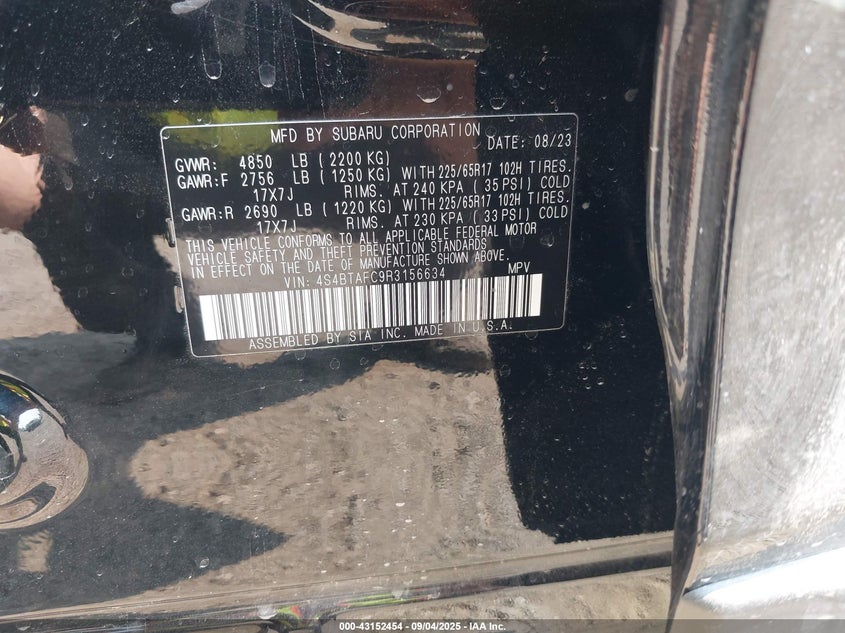 MFD BY SUBARU CORPORATION DATE: 08/23
GVWR: 4850 LB (2200 KG)
GAWR:F 2756 LB (1250 KG) WITH 225/65R17 102H TIRES.
17X7J RIMS. AT 240 KPA (35 PSI) COLD
GAWR:R 2690 LB (1220 KG) WITH 225/65R17 102H TIRES.
17X7J RIMS. AT 230 KPA (33 PSI) COLD
THIS VEHICLE CONFORMS TO ALL APPLICABLE FEDERAL MOTOR
VEHICLE SAFETY AND THEFT PREVENTION STANDARDS
IN EFFECT ON THE DATE OF MANUFACTURE SHOWN ABOVE.
VIN: 4S4BTAFC9R3156634 MPV
ASSEMBLED BY SIA INC. MADE IN U.S.A.
000-43152454 - 09/04/2025 - IAA Inc.